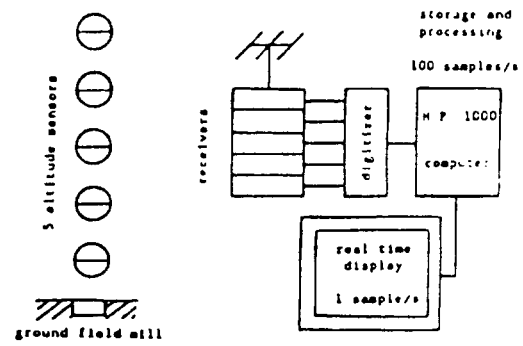 storage and
processing
100 samples/s
5 altitude sensors
receivers
digitizer
H P 1000
computer
real time
display
1 sample/s
ground field mill